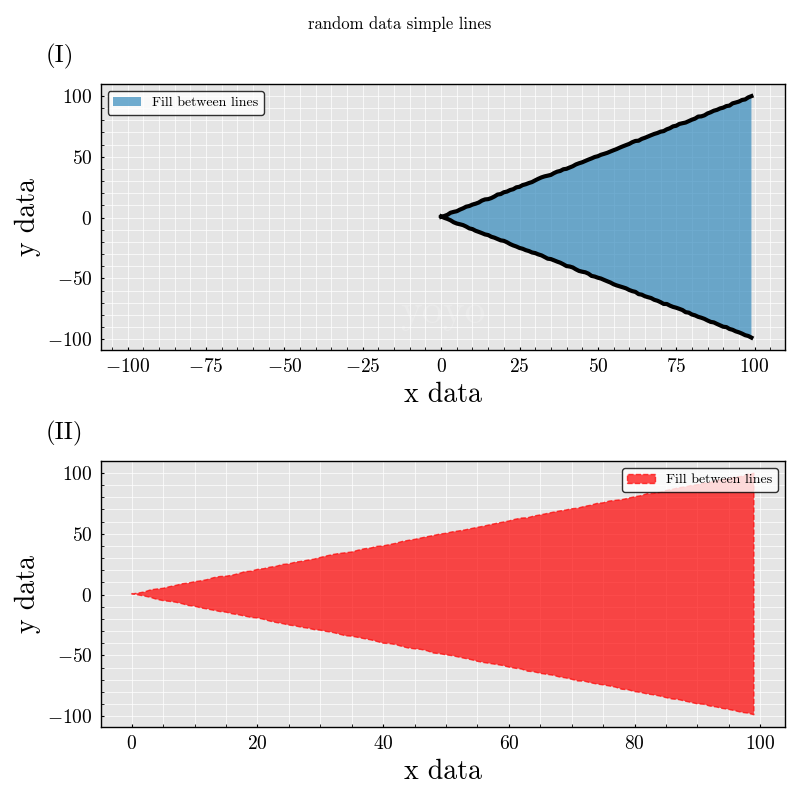 random data simple lines
(I)
Fill between lines
y data
100
50
0
−50
−100
−100 −75 −50 −25 0 25 50 75 100
x data
(II)
Fill between lines
y data
100
50
0
−50
−100
0 20 40 60 80 100
x data